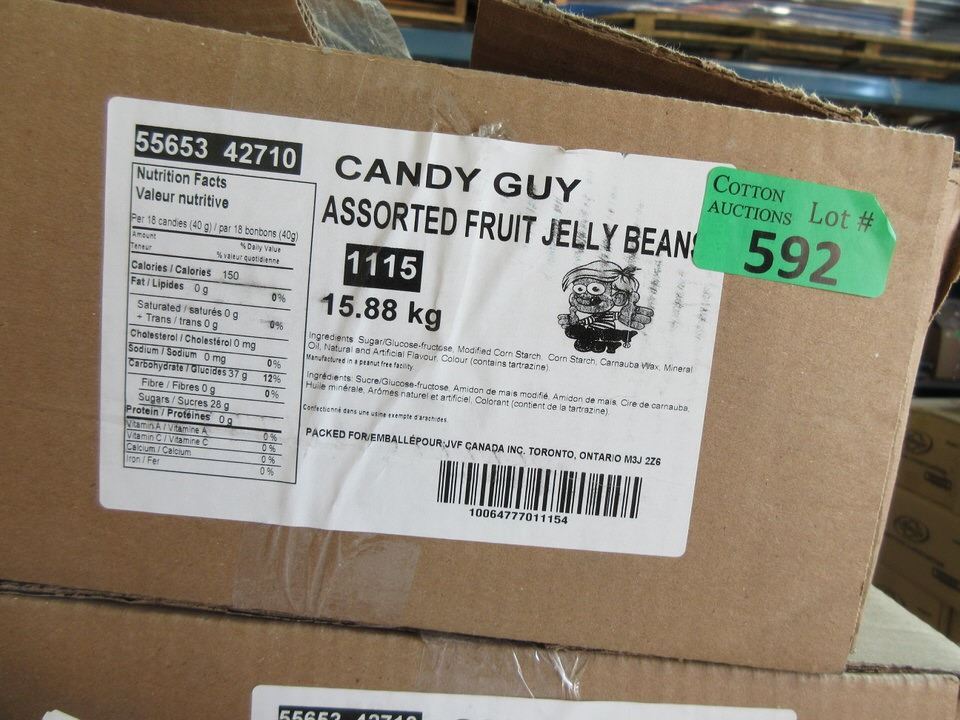 55653 42710
Nutrition Facts
Valeur nutritive
Per 18 candies (40 g) / par 18 bonbons (40g)
Amount
Teneur
% Daily Value
% valeur quotidienne
Calories / Calories 150
Fat / Lipides 0 g 0%
Saturated / saturés 0 g
+ Trans / trans 0 g 0%
Cholesterol / Cholestérol 0 mg
Sodium / Sodium 0 mg 0%
Carbohydrate / Glucides 37 g 12%
Fibre / Fibres 0 g 0%
Sugars / Sucres 28 g
Protein / Protéines 0 g
Vitamin A / Vitamine A 0 %
Vitamin C / Vitamine C 0 %
Calcium / Calcium 0 %
Iron / Fer 0 %
CANDY GUY
ASSORTED FRUIT JELLY BEANS
1115
15.88 kg
Ingredients: Sugar/Glucose-fructose, Modified Corn Starch, Corn Starch, Carnauba Wax, Mineral
Oil, Natural and Artificial Flavour, Colour (contains tartrazine).
Manufactured in a peanut free facility.
Ingrédients: Sucre/Glucose-fructose, Amidon de mais modifié, Amidon de mais, Cire de carnauba,
Huile minérale, Arômes naturel et artificiel, Colorant (contient de la tartrazine).
Confectionné dans une usine exempte d'arachides.
PACKED FOR/EMBALLÉPOUR:JVF CANADA INC. TORONTO, ONTARIO M3J 2Z6
10064777011154
COTTON
AUCTIONS Lot #
592
55653 42710